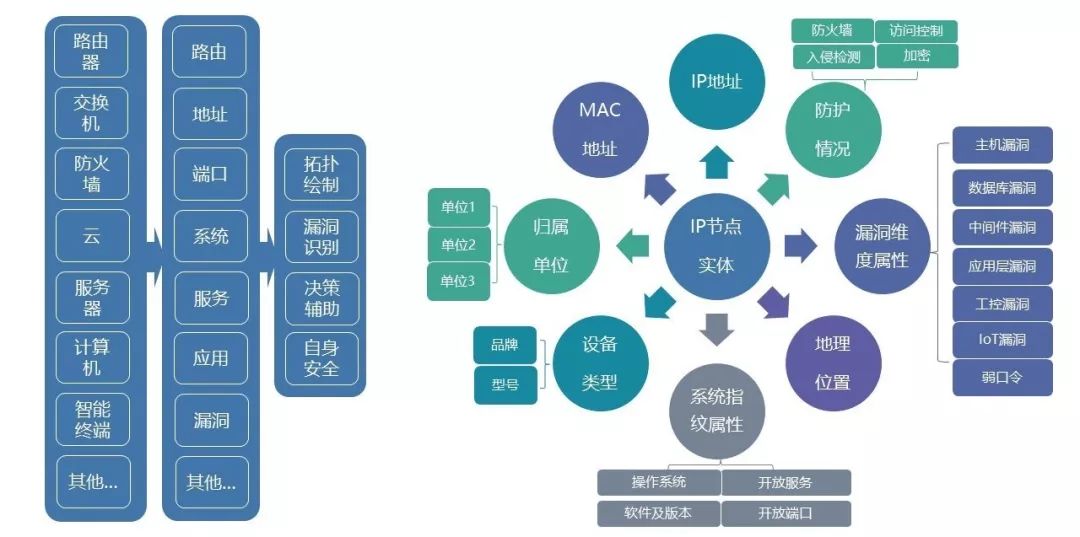 路由
器
交换
机
防火
墙
云
服务
器
计算
机
智能
终端
其他...
路由
地址
端口
系统
服务
应用
漏洞
其他...
拓扑
绘制
漏洞
识别
决策
辅助
自身
安全
IP节点
实体
IP地址
防护
情况
防火墙
访问控制
入侵检测
加密
漏洞维
度属性
主机漏洞
数据库漏洞
中间件漏洞
应用层漏洞
工控漏洞
IoT漏洞
弱口令
地理
位置
系统指
纹属性
操作系统
开放服务
软件及版本
开放端口
设备
类型
品牌
型号
归属
单位
单位1
单位2
单位3
MAC
地址